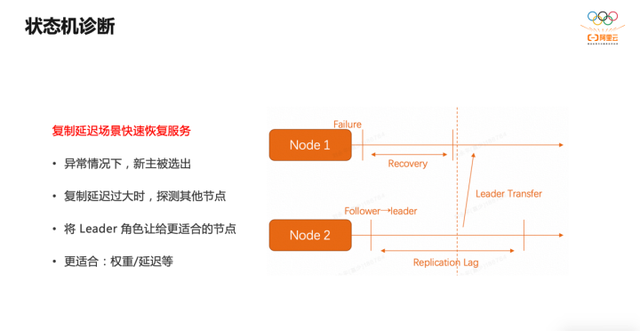 状态机诊断
阿里云
复制延迟场景快速恢复服务
• 异常情况下，新主被选出
• 复制延迟过大时，探测其他节点
• 将 Leader 角色让给更适合的节点
• 更适合：权重/延迟等
Failure
Node 1
Recovery
Leader Transfer
Follower→leader
Node 2
Replication Lag